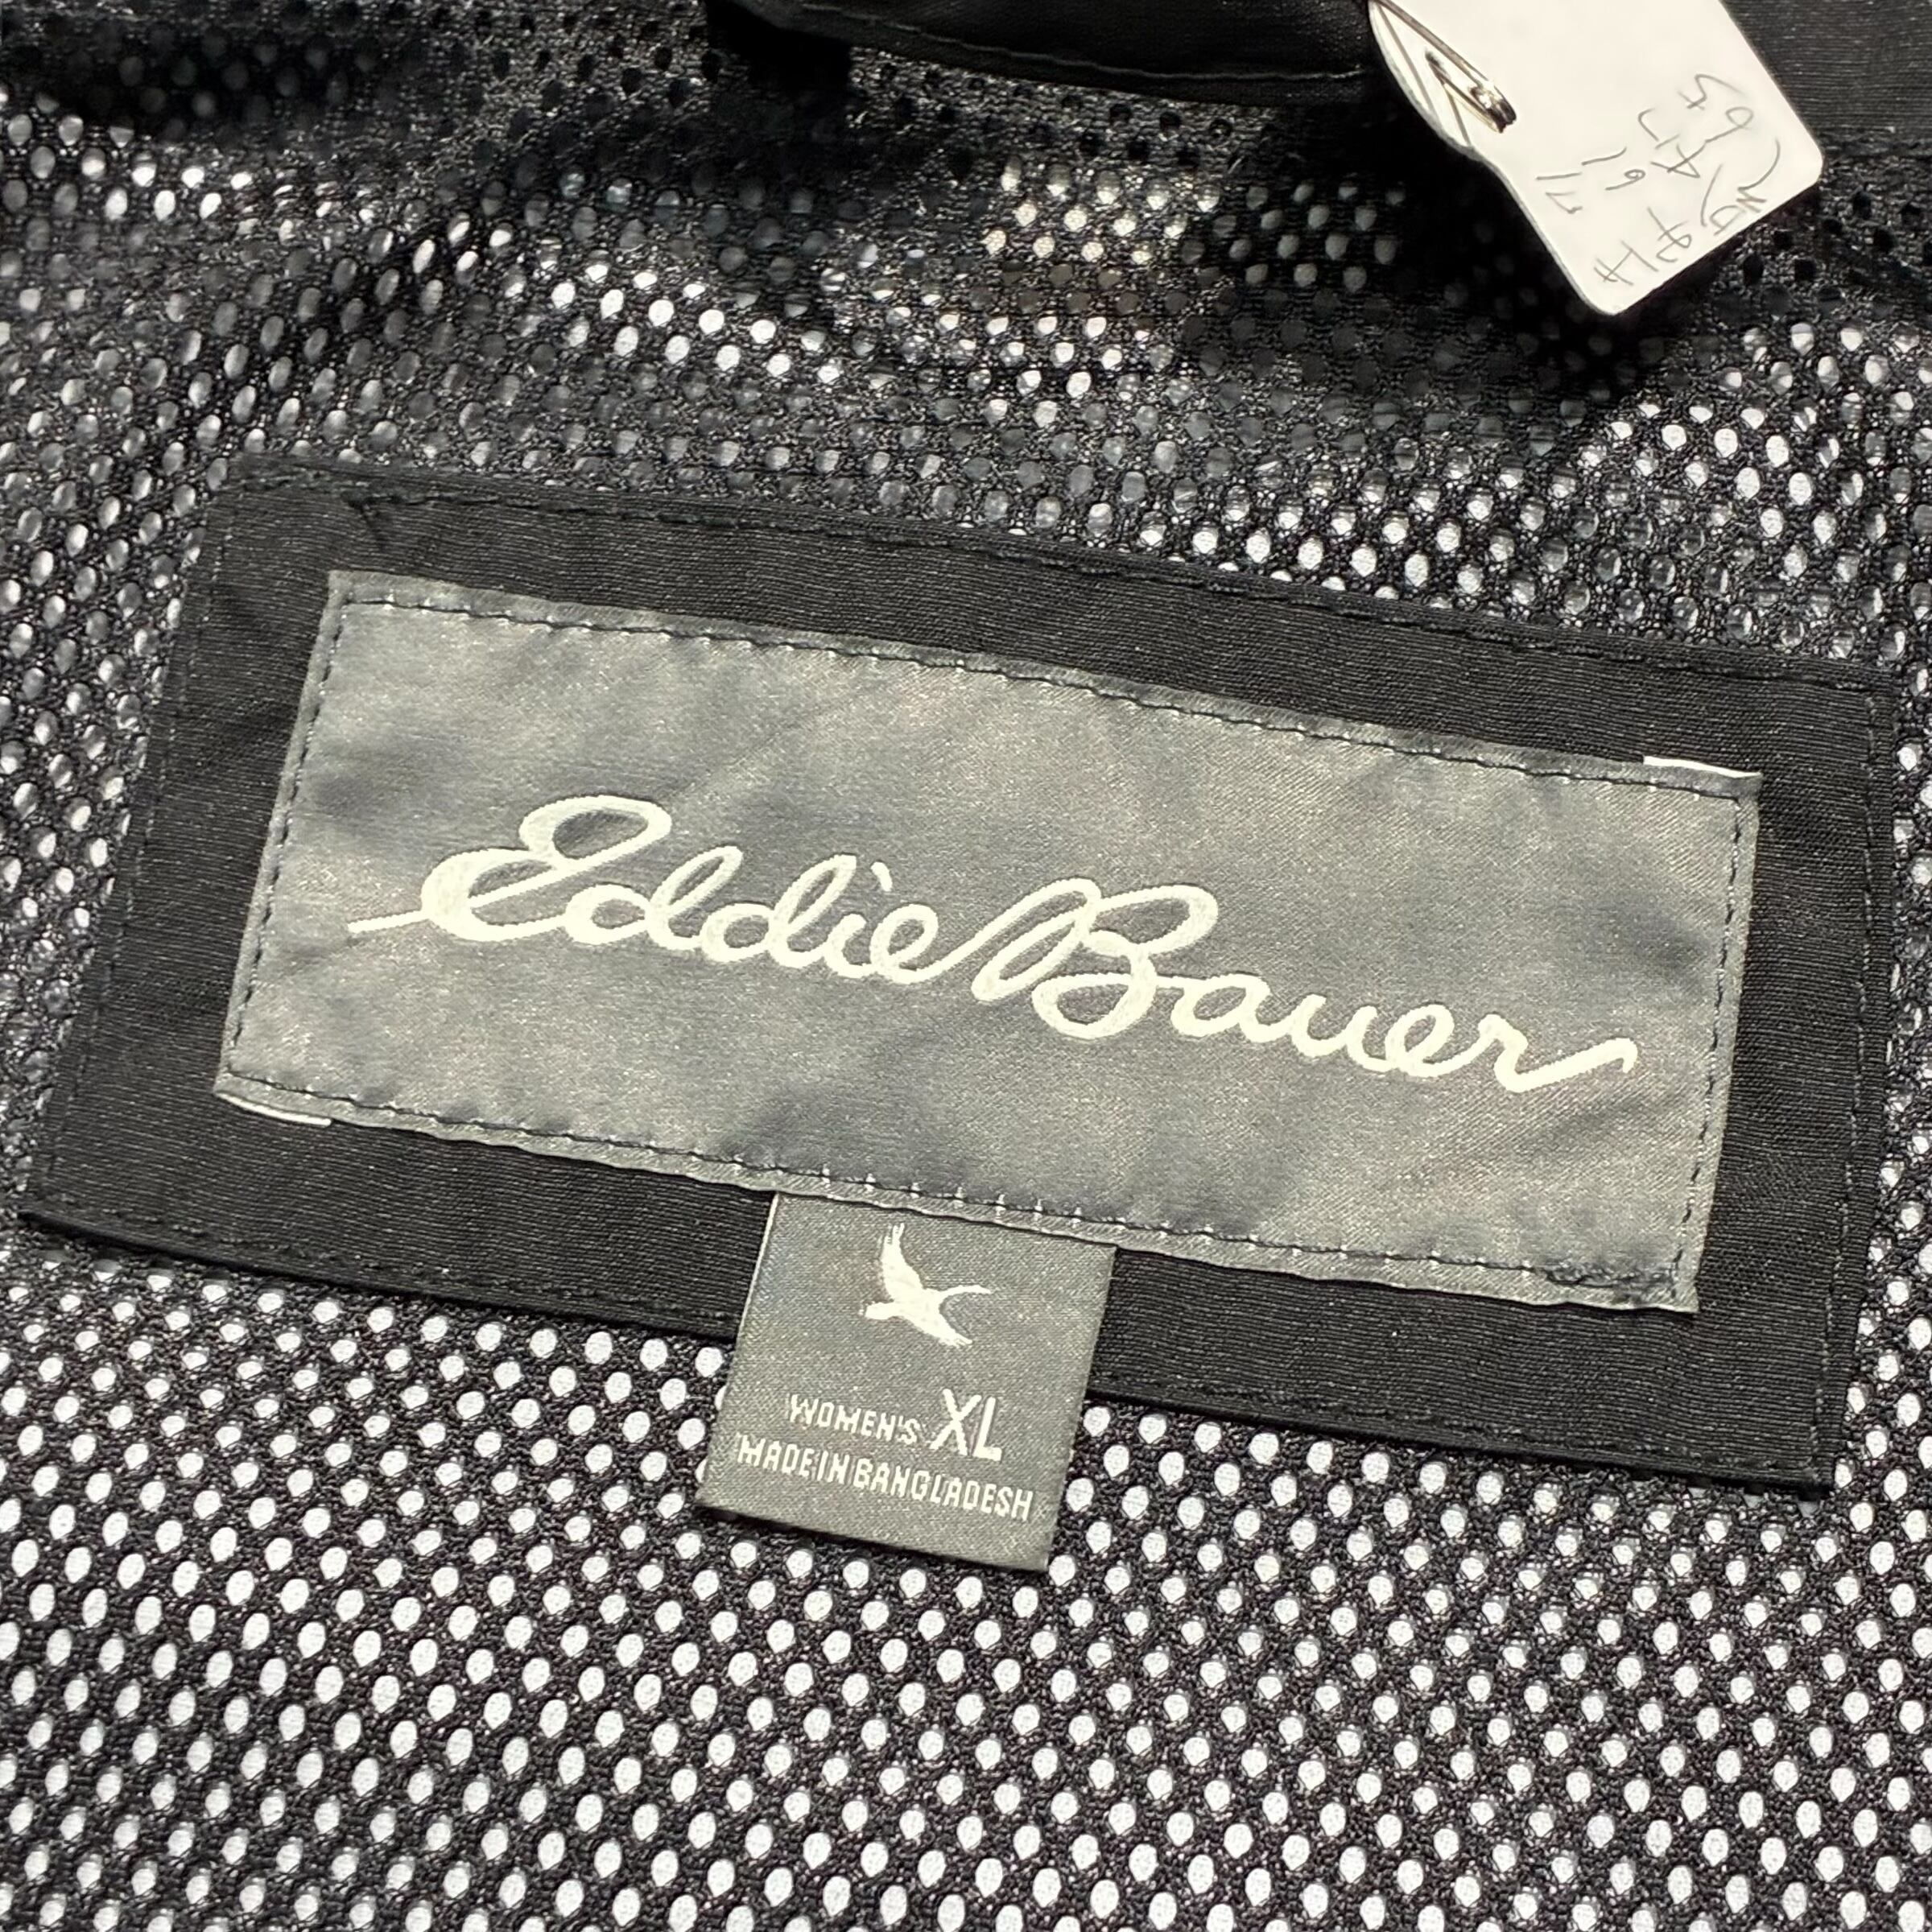 Eddie Bauer
WOMEN'S XL
MADE IN BANGLADESH